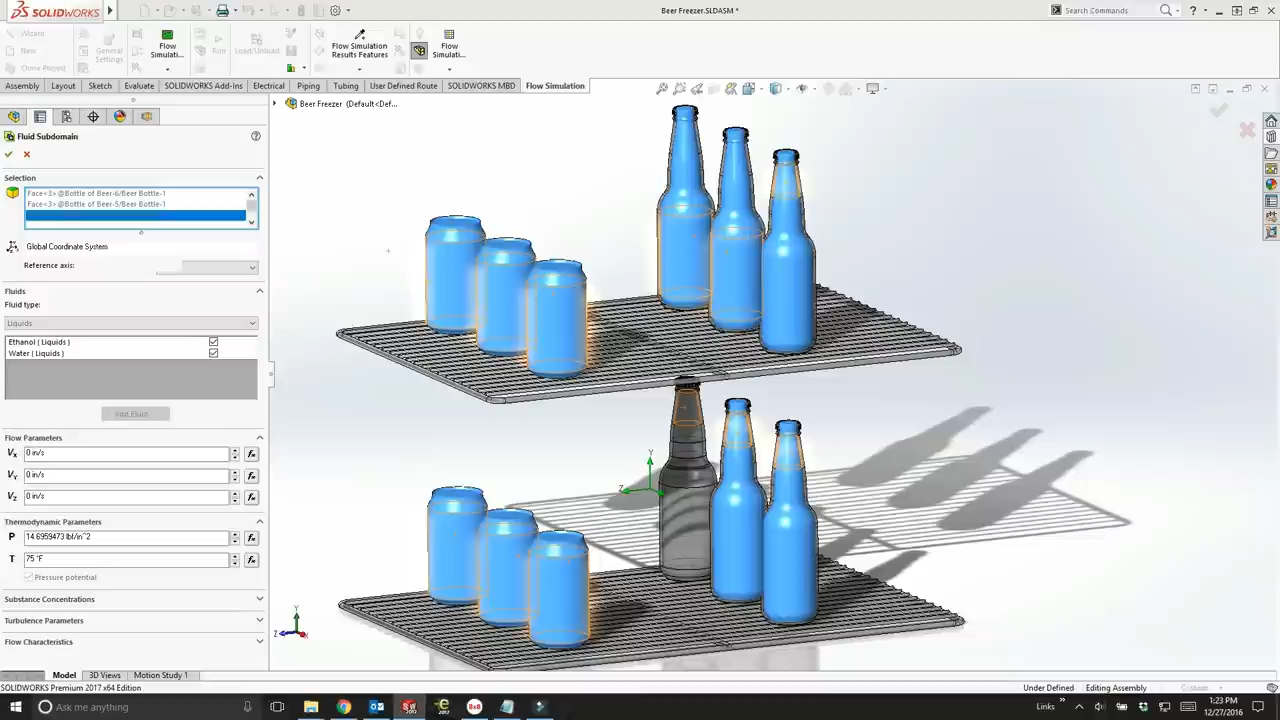 SOLIDWORKS
Beer Freezer.SLDASM *
Search Commands
Wizard
New
Clone Project
General
Settings
Flow
Simulati...
Run
Load/Unload
Flow Simulation
Results Features
Flow
Simulati...
Assembly
Layout
Sketch
Evaluate
SOLIDWORKS Add-Ins
Electrical
Piping
Tubing
User Defined Route
SOLIDWORKS MBD
Flow Simulation
Beer Freezer (Default<Def...
Fluid Subdomain
Selection
Face<3> @Bottle of Beer-6/Beer Bottle-1
Face<3> @Bottle of Beer-5/Beer Bottle-1
Global Coordinate System
Reference axis:
Fluids
Fluid type:
Liquids
Ethanol ( Liquids )
Water ( Liquids )
Add Fluid
Flow Parameters
Vx 0 in/s
Vy 0 in/s
Vz 0 in/s
Thermodynamic Parameters
P 14.6959473 lbf/in^2
T 75 °F
Pressure potential
Substance Concentrations
Turbulence Parameters
Flow Characteristics
Y
Z
Y
Z
Model
3D Views
Motion Study 1
SOLIDWORKS Premium 2017 x64 Edition
Under Defined
Editing Assembly
Custom
Ask me anything
Links
1:23 PM
12/27/2016